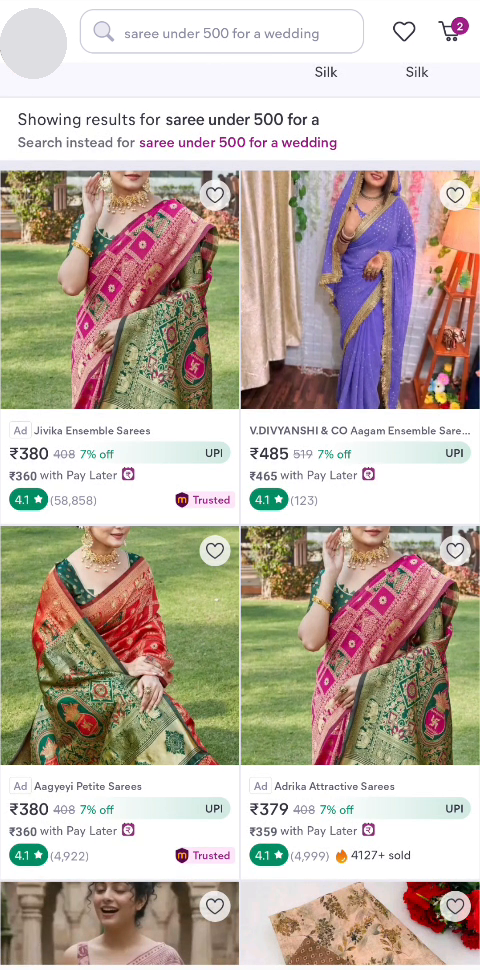 saree under 500 for a wedding
2
Silk
Silk
Showing results for saree under 500 for a
Search instead for saree under 500 for a wedding
Ad Jivika Ensemble Sarees
₹380 408 7% off UPI
₹360 with Pay Later
4.1 ★ (58,858) m Trusted
V.DIVYANSHI & CO Aagam Ensemble Sare...
₹485 519 7% off UPI
₹465 with Pay Later
4.1 ★ (123)
Ad Aagyeyi Petite Sarees
₹380 408 7% off UPI
₹360 with Pay Later
4.1 ★ (4,922) m Trusted
Ad Adrika Attractive Sarees
₹379 408 7% off UPI
₹359 with Pay Later
4.1 ★ (4,999) 🔥 4127+ sold